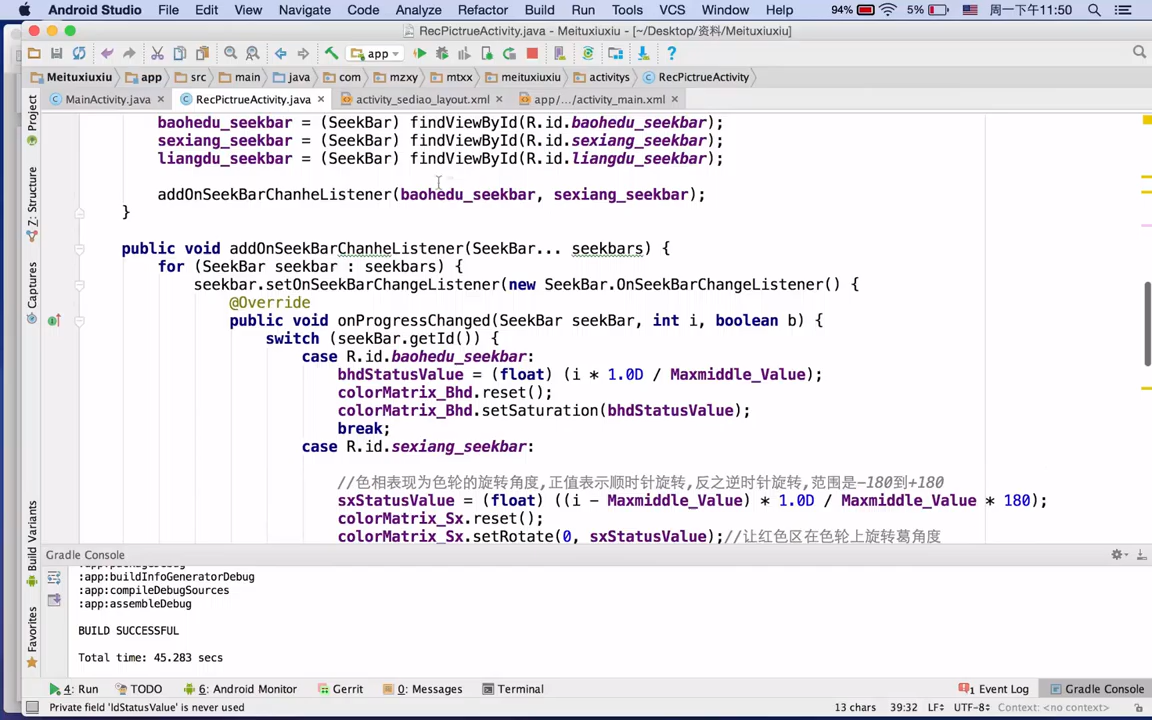 Android Studio File Edit View Navigate Code Analyze Refactor Build Run Tools VCS Window Help 94% 5% 周一下午11:50
RecPictrueActivity.java - Meituxiuxiu - [~/Desktop/资料/Meituxiuxiu]
app
Meituxiuxiu app src main java com mzxy mtxx meituxiuxiu activitys RecPictrueActivity
MainActivity.java RecPictrueActivity.java activity_sediao_layout.xml app/.../activity_main.xml
Project
Z: Structure
Captures
Build Variants
Favorites
baohedu_seekbar = (SeekBar) findViewById(R.id.baohedu_seekbar);
sexiang_seekbar = (SeekBar) findViewById(R.id.sexiang_seekbar);
liangdu_seekbar = (SeekBar) findViewById(R.id.liangdu_seekbar);
addOnSeekBarChanheListener(baohedu_seekbar, sexiang_seekbar);
}
public void addOnSeekBarChanheListener(SeekBar... seekbars) {
for (SeekBar seekbar : seekbars) {
seekbar.setOnSeekBarChangeListener(new SeekBar.OnSeekBarChangeListener() {
@Override
public void onProgressChanged(SeekBar seekBar, int i, boolean b) {
switch (seekBar.getId()) {
case R.id.baohedu_seekbar:
bhdStatusValue = (float) (i * 1.0D / Maxmiddle_Value);
colorMatrix_Bhd.reset();
colorMatrix_Bhd.setSaturation(bhdStatusValue);
break;
case R.id.sexiang_seekbar:
//色相表现为色轮的旋转角度,正值表示顺时针旋转,反之逆时针旋转,范围是-180到+180
sxStatusValue = (float) ((i - Maxmiddle_Value) * 1.0D / Maxmiddle_Value * 180);
colorMatrix_Sx.reset();
colorMatrix_Sx.setRotate(0, sxStatusValue);//让红色区在色轮上旋转葛角度
Gradle Console
:app:buildInfoGeneratorDebug
:app:compileDebugSources
:app:assembleDebug
BUILD SUCCESSFUL
Total time: 45.283 secs
4: Run TODO 6: Android Monitor Gerrit 0: Messages Terminal 1 Event Log Gradle Console
Private field 'ldStatusValue' is never used 13 chars 39:32 LF÷ UTF-8÷ Context: <no context>